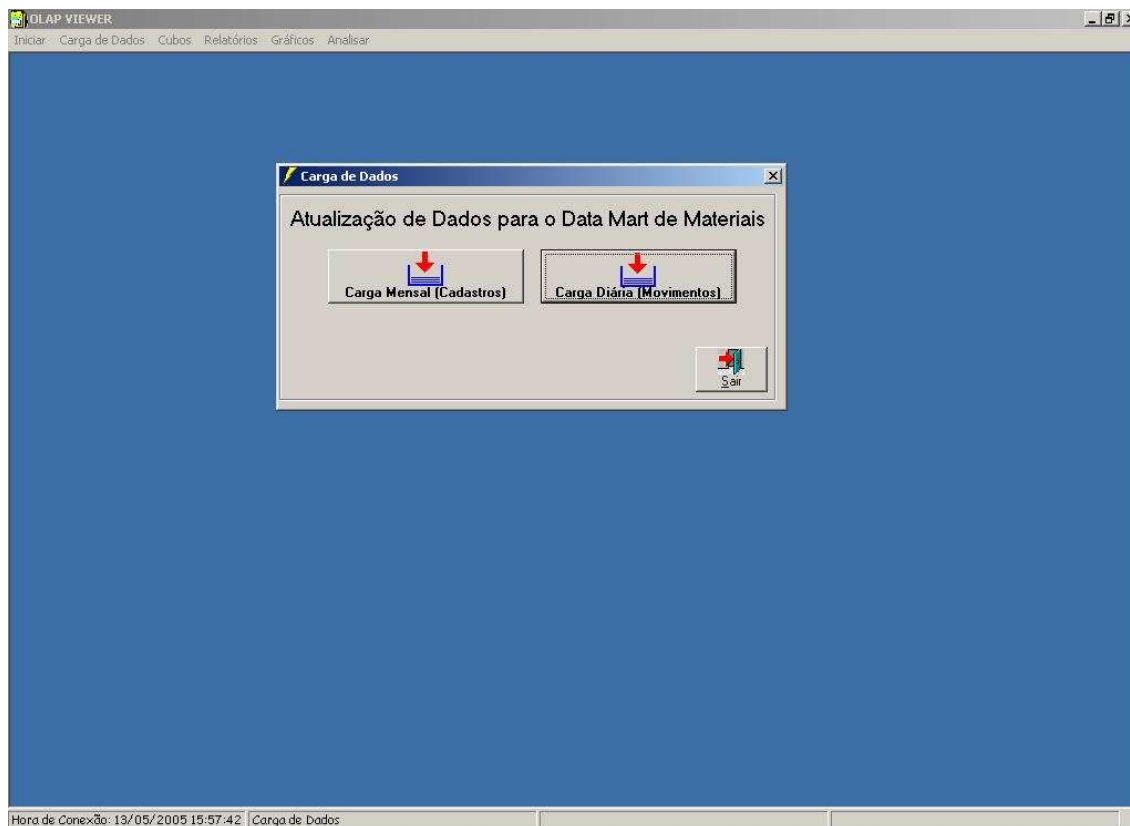 OLAP VIEWER
Iniciar Carga de Dados Cubos Relatórios Gráficos Analisar
Carga de Dados
Atualização de Dados para o Data Mart de Materiais
Carga Mensal (Cadastros) Carga Diária (Movimentos)
Sair
Hora de Conexão: 13/05/2005 15:57:42 Carga de Dados